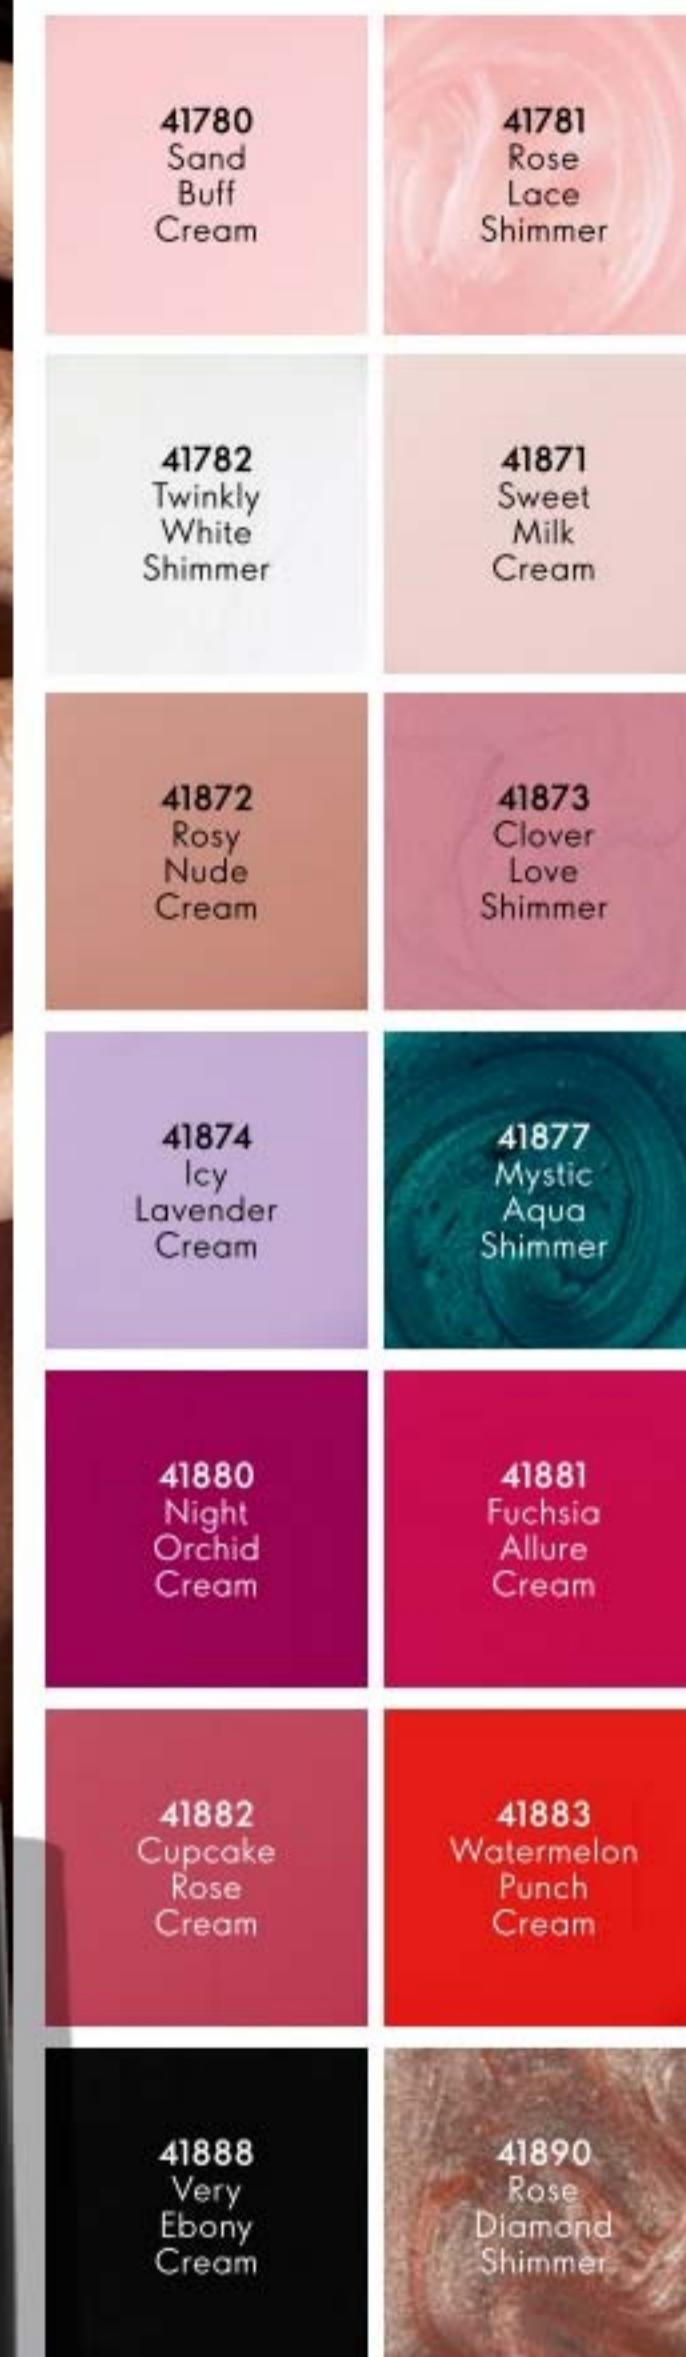 41780
Sand
Buff
Cream
41781
Rose
Lace
Shimmer
41782
Twinkly
White
Shimmer
41871
Sweet
Milk
Cream
41872
Rosy
Nude
Cream
41873
Clover
Love
Shimmer
41874
Icy
Lavender
Cream
41877
Mystic
Aqua
Shimmer
41880
Night
Orchid
Cream
41881
Fuchsia
Allure
Cream
41882
Cupcake
Rose
Cream
41883
Watermelon
Punch
Cream
41888
Very
Ebony
Cream
41890
Rose
Diamond
Shimmer